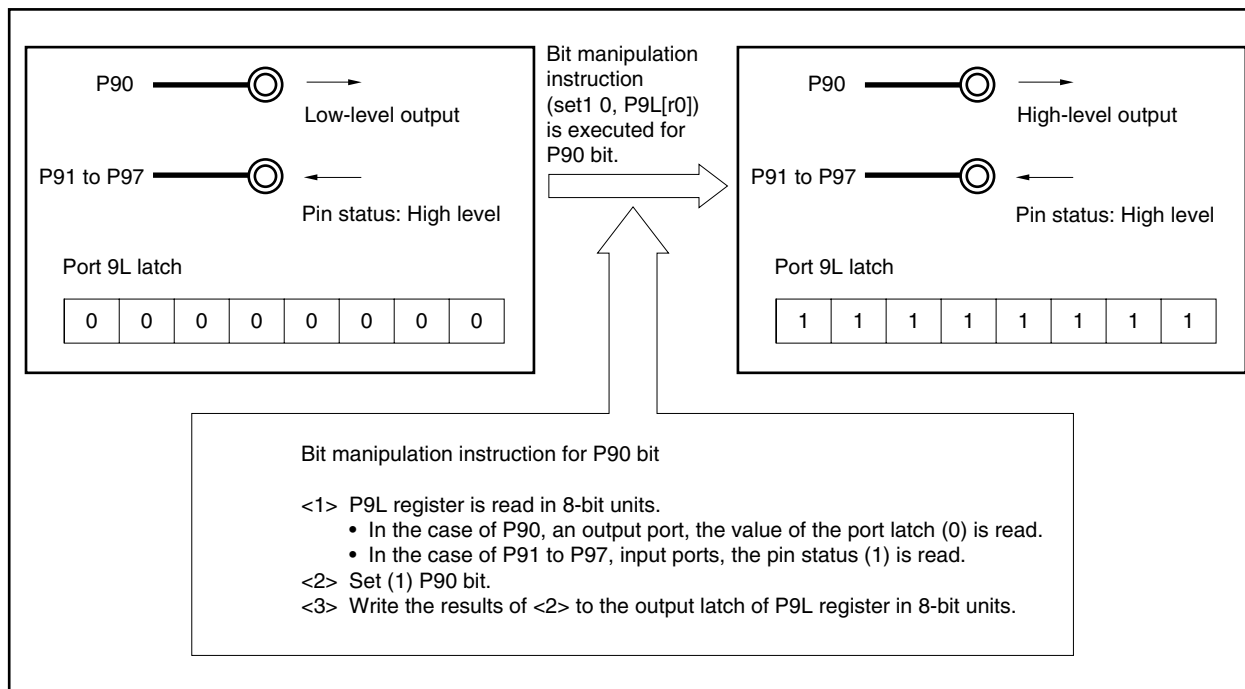 P90
Low-level output
P91 to P97
Pin status: High level
Port 9L latch
0 0 0 0 0 0 0 0
Bit manipulation
instruction
(set1 0, P9L[r0])
is executed for
P90 bit.
P90
High-level output
P91 to P97
Pin status: High level
Port 9L latch
1 1 1 1 1 1 1 1
Bit manipulation instruction for P90 bit
<1> P9L register is read in 8-bit units.
• In the case of P90, an output port, the value of the port latch (0) is read.
• In the case of P91 to P97, input ports, the pin status (1) is read.
<2> Set (1) P90 bit.
<3> Write the results of <2> to the output latch of P9L register in 8-bit units.